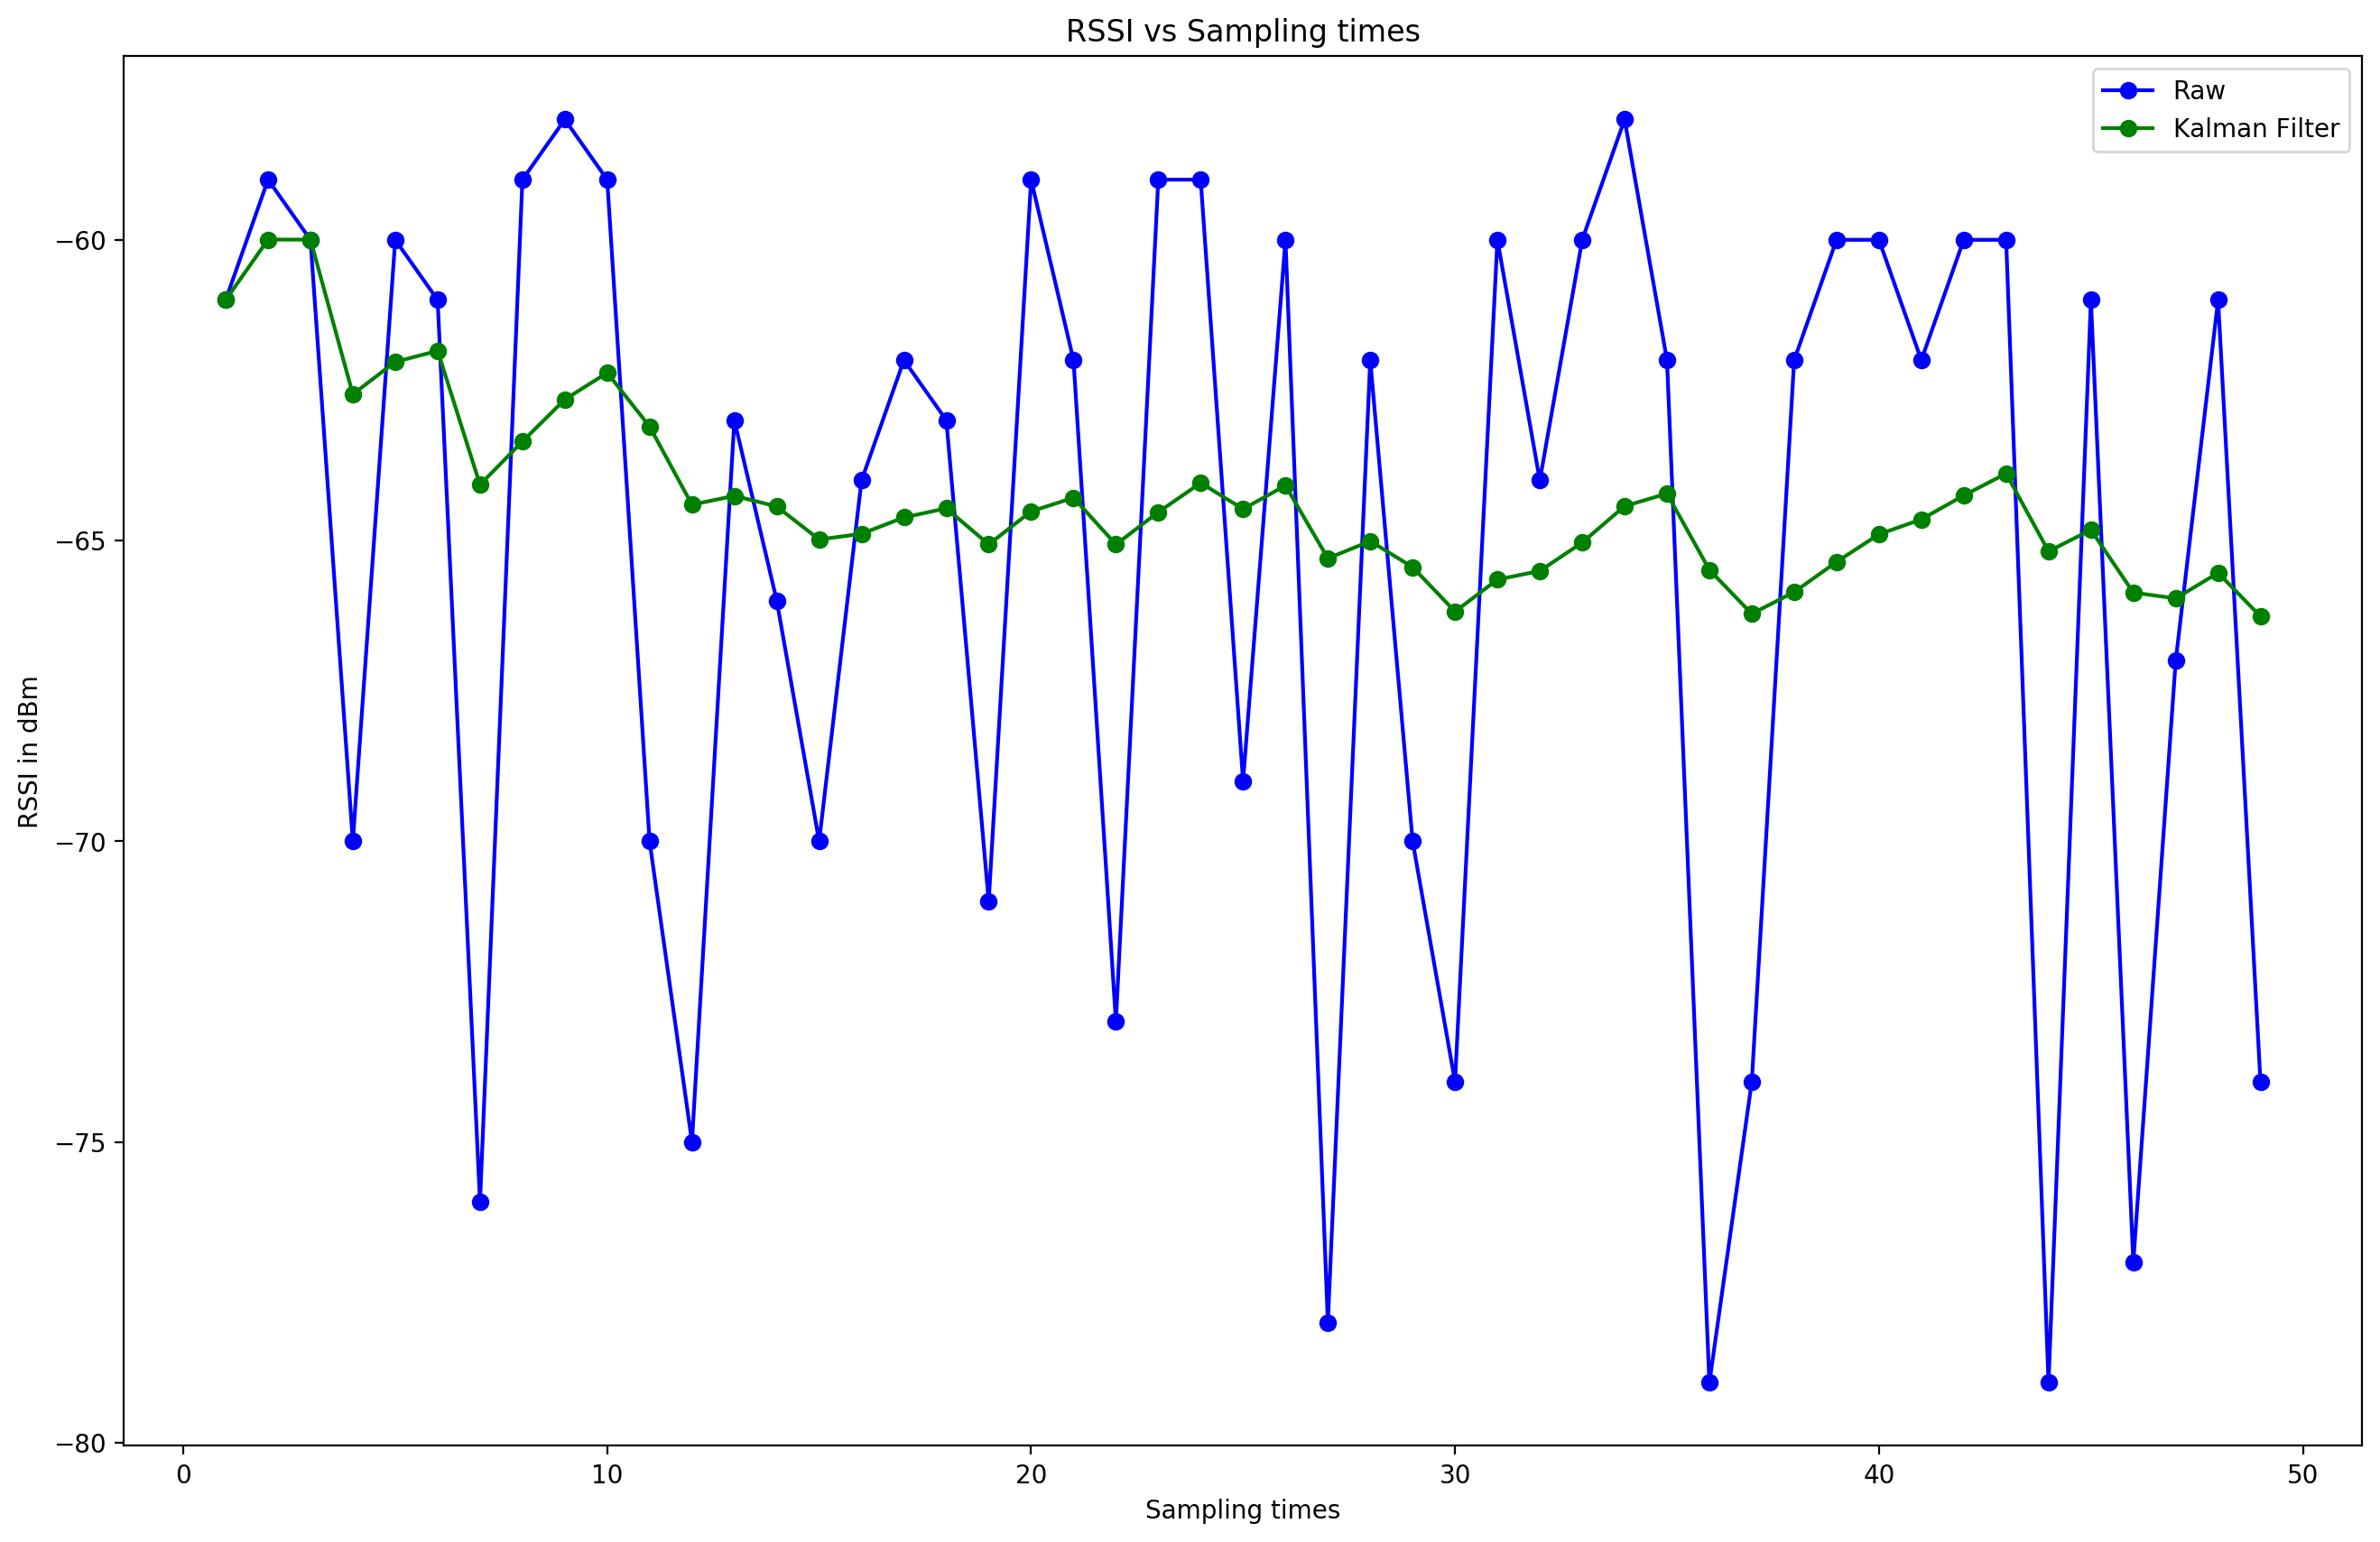 RSSI vs Sampling times
Raw
Kalman Filter
−60
−65
−70
−75
−80
RSSI in dBm
0 10 20 30 40 50
Sampling times